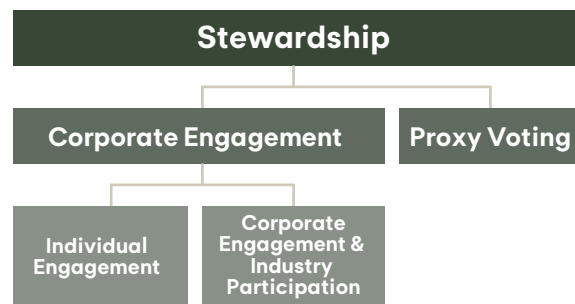 Stewardship
Corporate Engagement
Proxy Voting
Individual
Engagement
Corporate
Engagement &
Industry
Participation